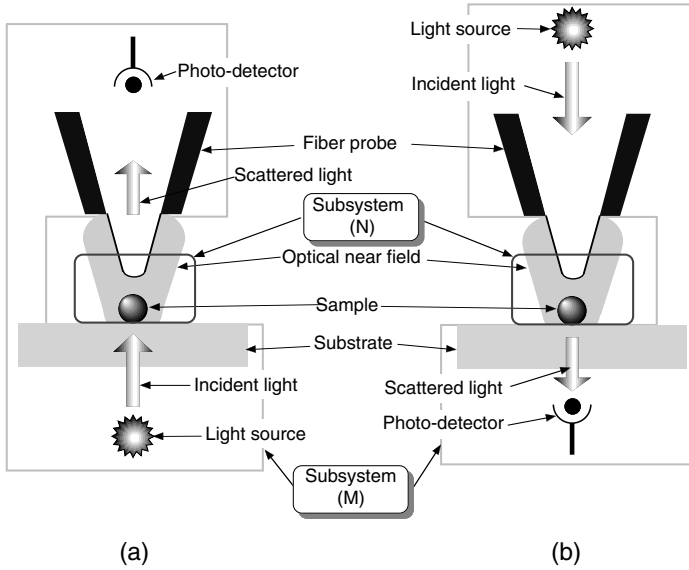 Light source
Photo-detector
Incident light
Fiber probe
Scattered light
Subsystem
(N)
Optical near field
Sample
Substrate
Incident light
Scattered light
Light source
Photo-detector
Subsystem
(M)
(a)
(b)